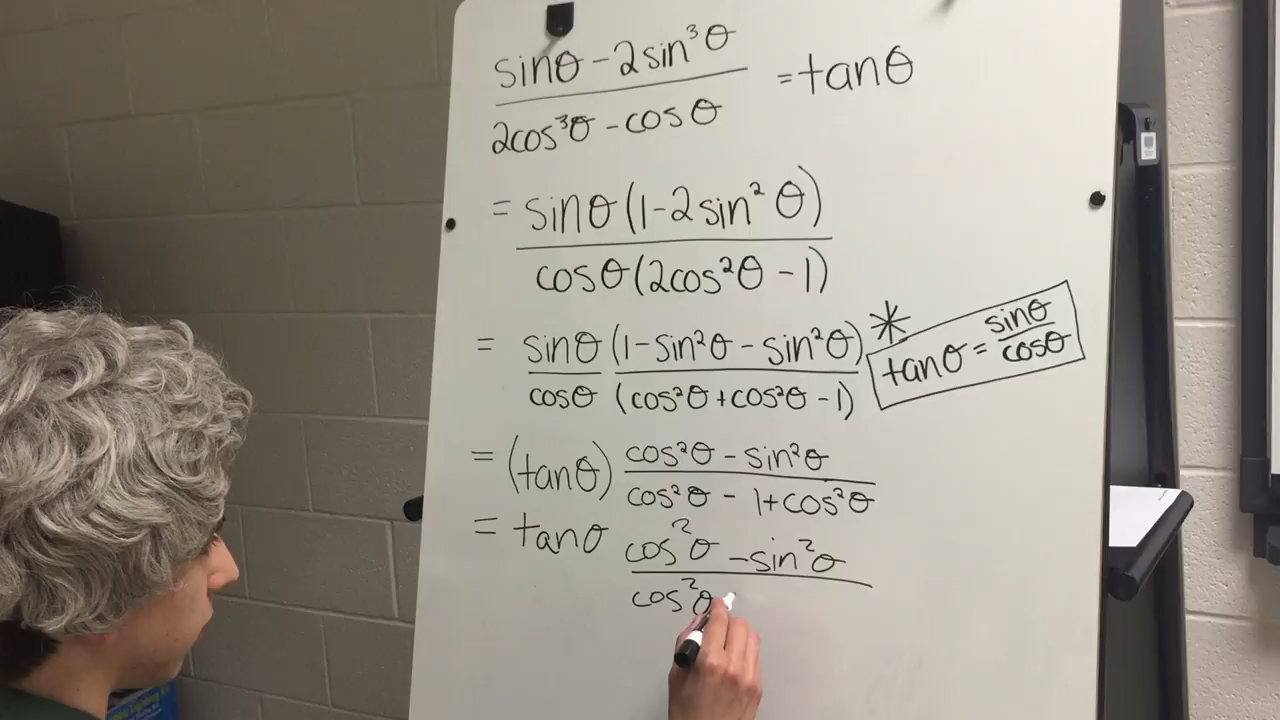 sinθ - 2sin³θ = tanθ
2cos³θ - cosθ
= sinθ(1-2sin²θ)
cosθ(2cos²θ - 1)
= sinθ (1-sin²θ - sin²θ) *
cosθ (cos²θ + cos²θ - 1)
tanθ = sinθ
cosθ
= (tanθ) cos²θ - sin²θ
cos²θ - 1 + cos²θ
= tanθ cos²θ - sin²θ
cos²θ